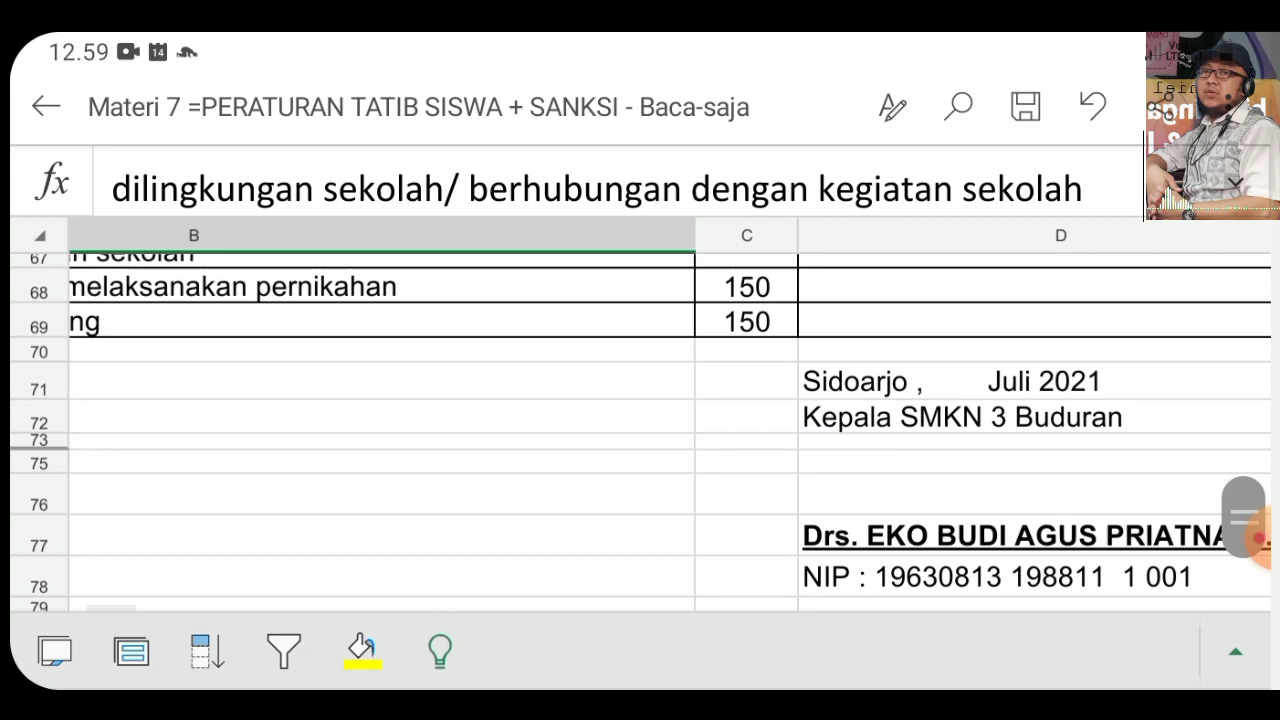 12.59
14
Materi 7 =PERATURAN TATIB SISWA + SANKSI - Baca-saja
fx dilingkungan sekolah/ berhubungan dengan kegiatan sekolah
B C D
67 sekolah
68 melaksanakan pernikahan 150
69 ng 150
70
71 Sidoarjo , Juli 2021
72 Kepala SMKN 3 Buduran
73
75
76
77 Drs. EKO BUDI AGUS PRIATNA
78 NIP : 19630813 198811 1 001
79